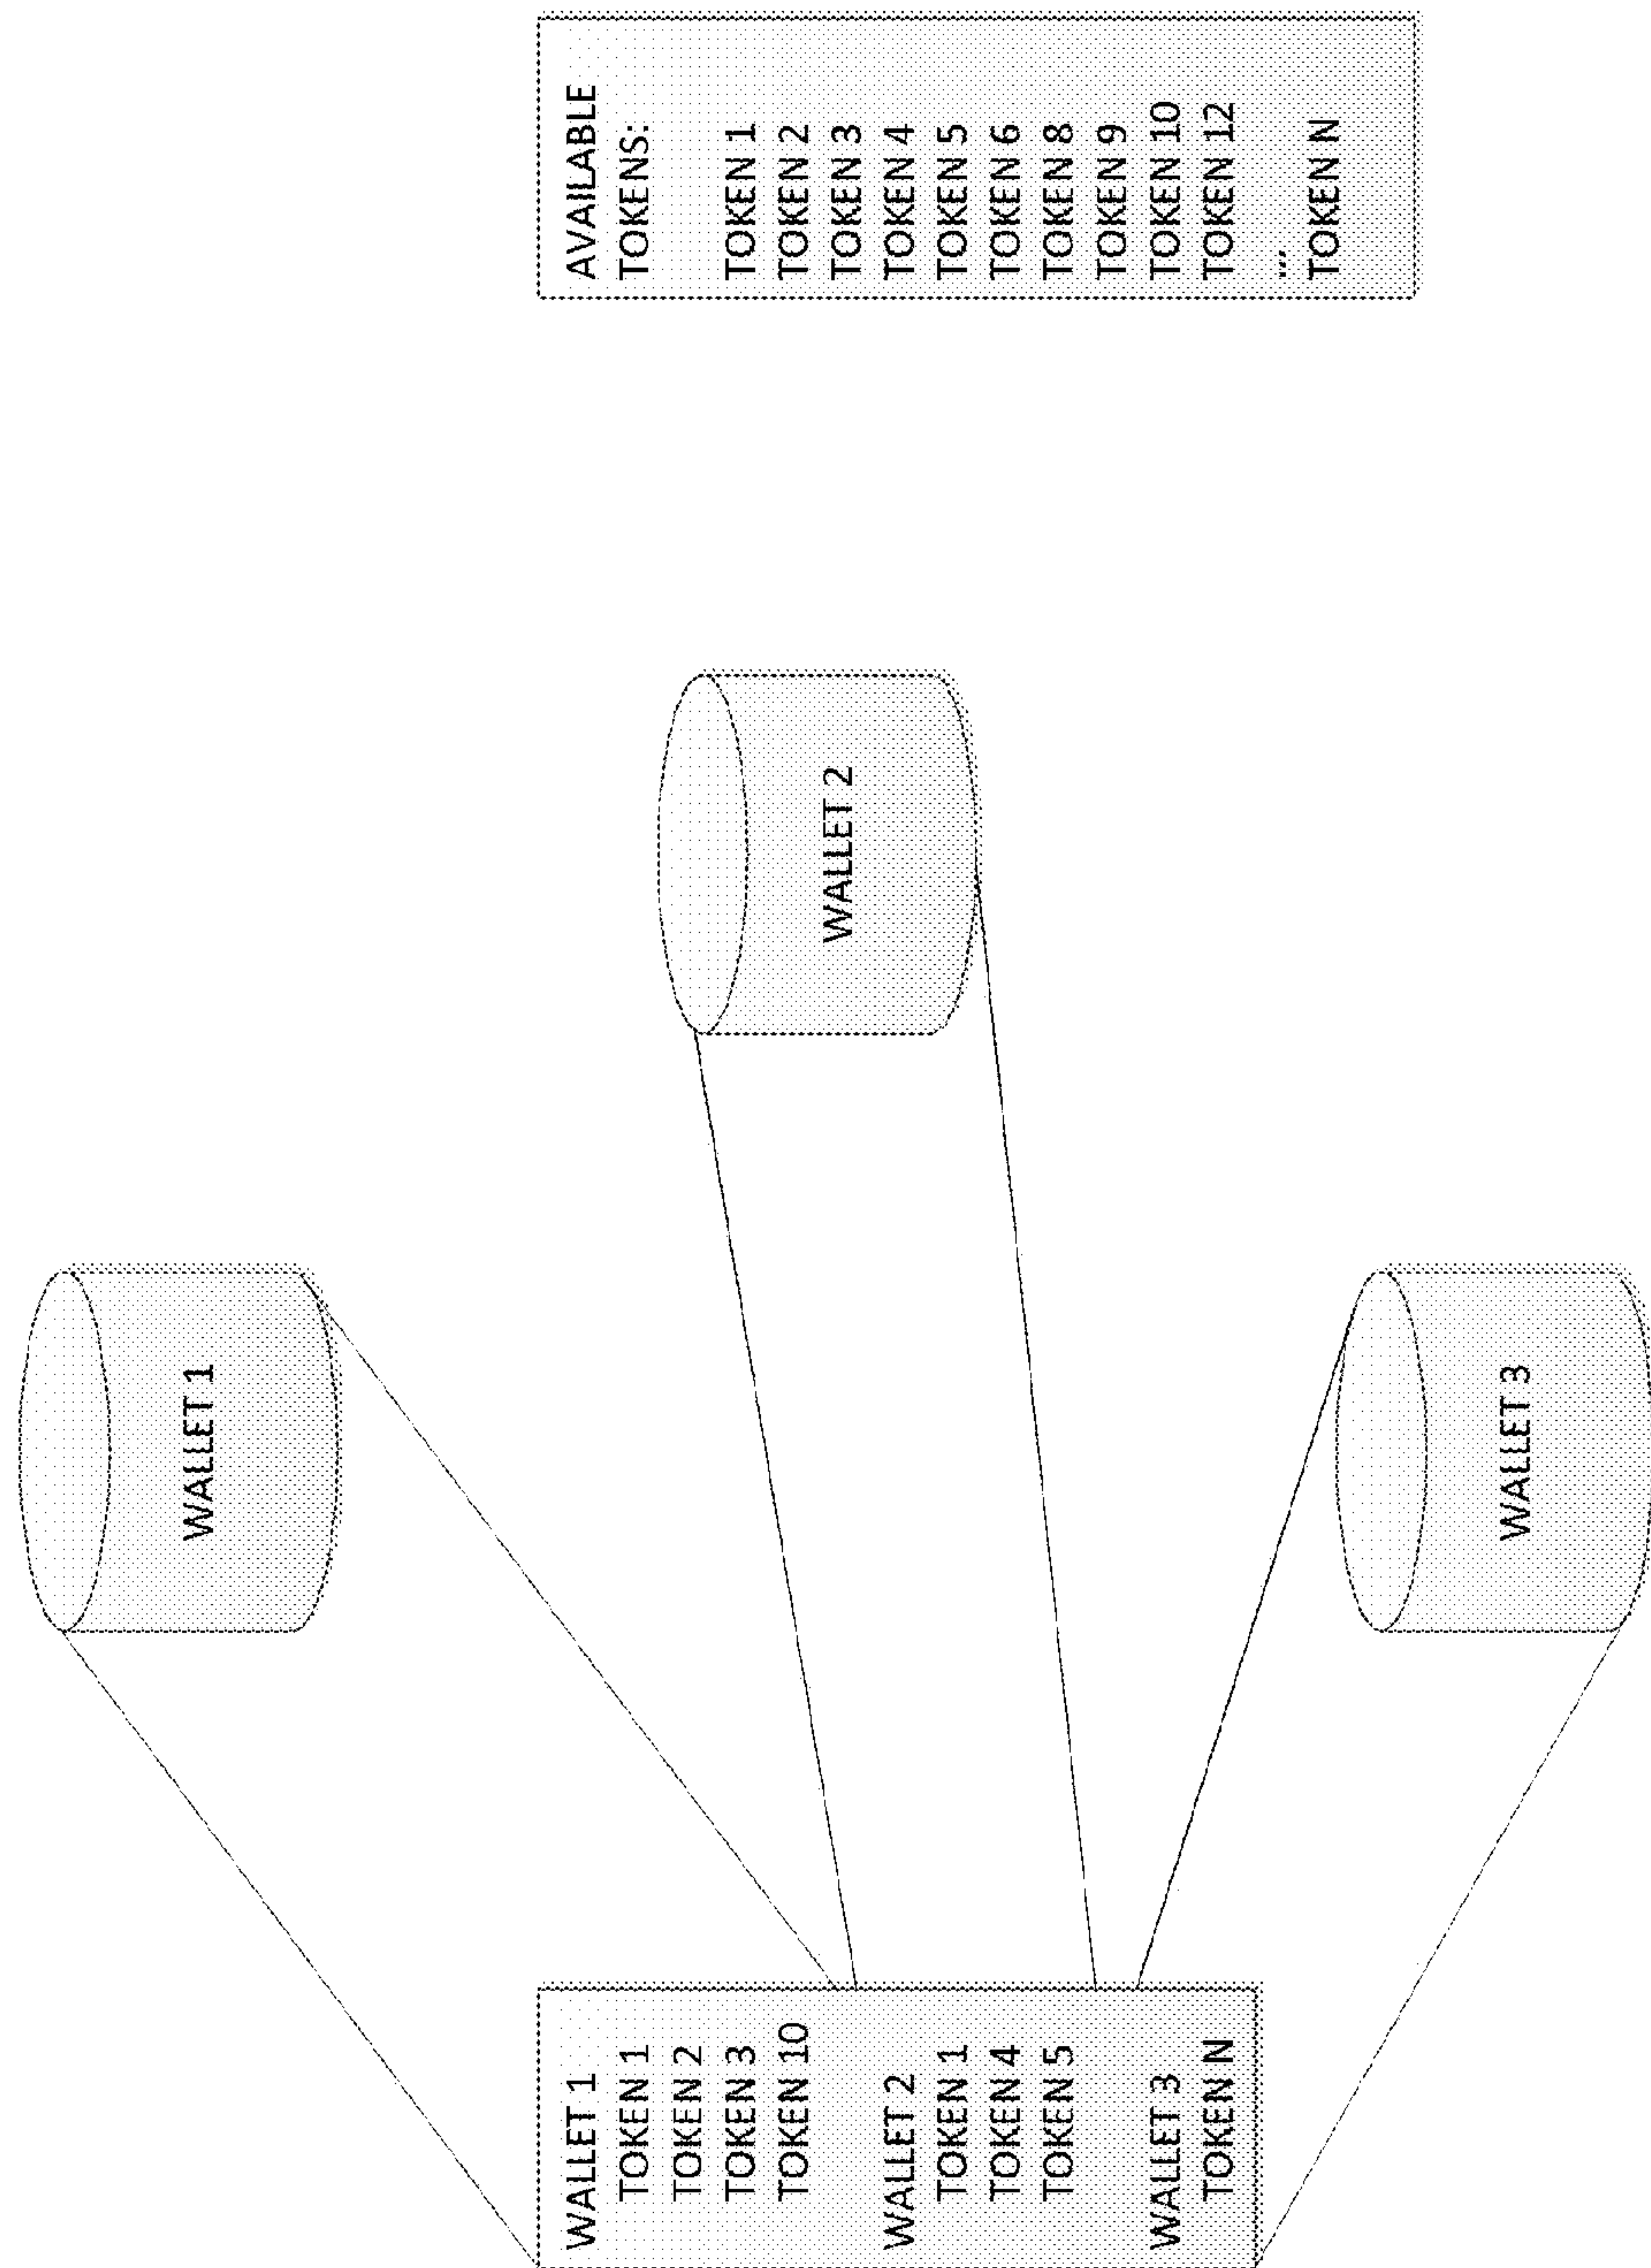 WALLET 1
TOKEN 1
TOKEN 2
TOKEN 3
TOKEN 10
WALLET 2
TOKEN 1
TOKEN 4
TOKEN 5
WALLET 3
TOKEN N
WALLET 1
WALLET 2
WALLET 3
AVAILABLE
TOKENS:
TOKEN 1
TOKEN 2
TOKEN 3
TOKEN 4
TOKEN 5
TOKEN 6
TOKEN 8
TOKEN 9
TOKEN 10
TOKEN 12
...
TOKEN N